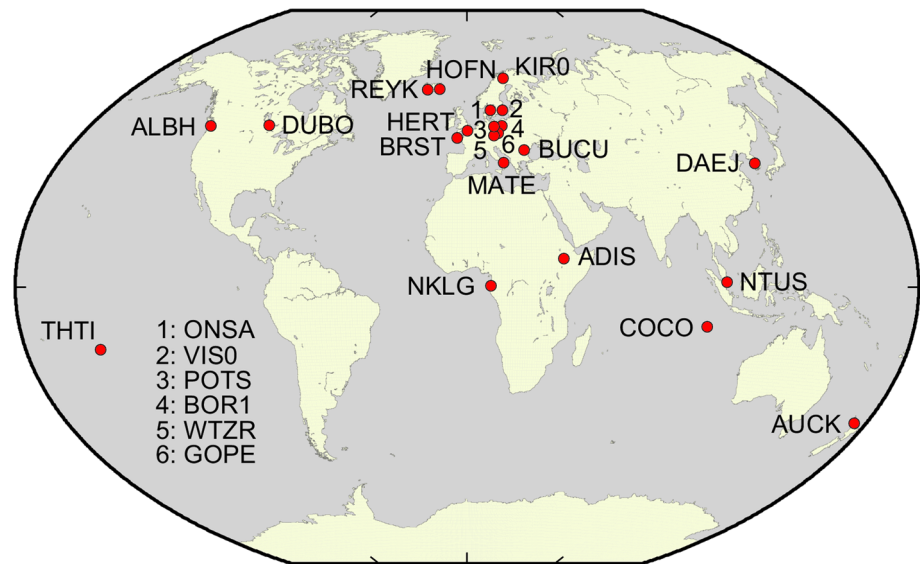 HOFN KIR0
REYK
1 2
ALBH DUBO HERT 3 4
BRST 5 6 BUCU
DAEJ
MATE
ADIS
NKLG NTUS
THTI COCO
1: ONSA
2: VIS0
3: POTS
4: BOR1
5: WTZR
6: GOPE
AUCK